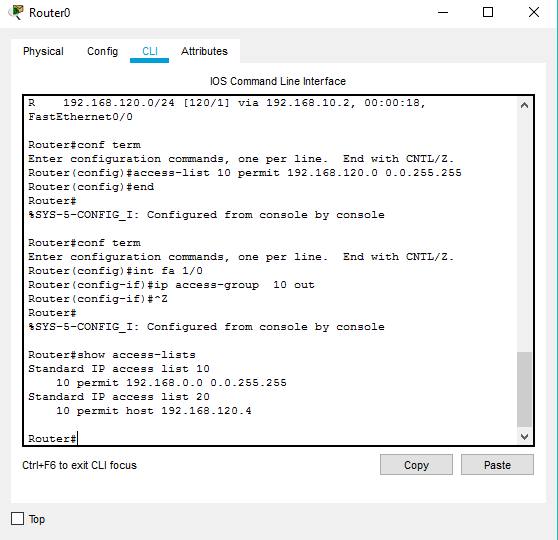 Router0
Physical Config CLI Attributes
IOS Command Line Interface
R    192.168.120.0/24 [120/1] via 192.168.10.2, 00:00:18,
FastEthernet0/0
Router#conf term
Enter configuration commands, one per line.  End with CNTL/Z.
Router(config)#access-list 10 permit 192.168.120.0 0.0.255.255
Router(config)#end
Router#
%SYS-5-CONFIG_I: Configured from console by console
Router#conf term
Enter configuration commands, one per line.  End with CNTL/Z.
Router(config)#int fa 1/0
Router(config-if)#ip access-group  10 out
Router(config-if)#^Z
Router#
%SYS-5-CONFIG_I: Configured from console by console
Router#show access-lists
Standard IP access list 10
    10 permit 192.168.0.0 0.0.255.255
Standard IP access list 20
    10 permit host 192.168.120.4
Router#
Ctrl+F6 to exit CLI focus Copy Paste
Top